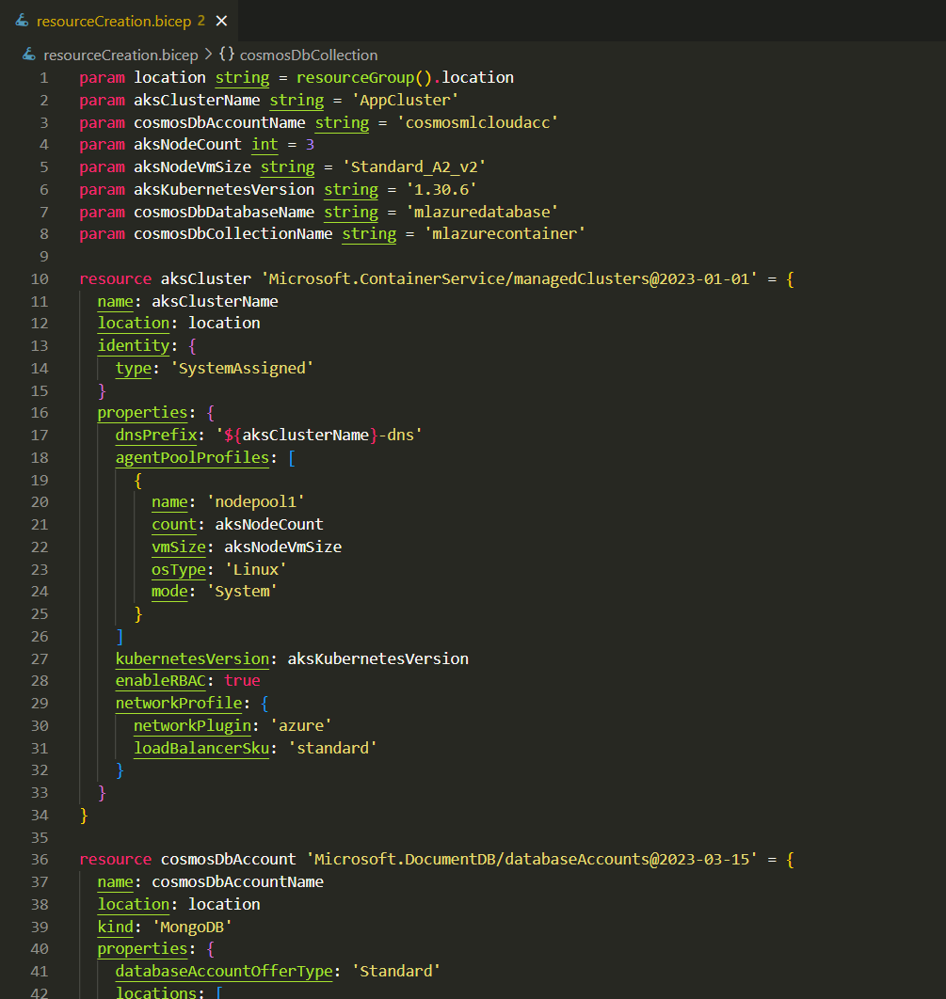 resourceCreation.bicep 2
resourceCreation.bicep > {} cosmosDbCollection
1 param location string = resourceGroup().location
2 param aksClusterName string = 'AppCluster'
3 param cosmosDbAccountName string = 'cosmosmlcloudacc'
4 param aksNodeCount int = 3
5 param aksNodeVmSize string = 'Standard_A2_v2'
6 param aksKubernetesVersion string = '1.30.6'
7 param cosmosDbDatabaseName string = 'mlazuredatabase'
8 param cosmosDbCollectionName string = 'mlazurecontainer'
9
10 resource aksCluster 'Microsoft.ContainerService/managedClusters@2023-01-01' = {
11   name: aksClusterName
12   location: location
13   identity: {
14     type: 'SystemAssigned'
15   }
16   properties: {
17     dnsPrefix: '${aksClusterName}-dns'
18     agentPoolProfiles: [
19       {
20         name: 'nodepool1'
21         count: aksNodeCount
22         vmSize: aksNodeVmSize
23         osType: 'Linux'
24         mode: 'System'
25       }
26     ]
27     kubernetesVersion: aksKubernetesVersion
28     enableRBAC: true
29     networkProfile: {
30       networkPlugin: 'azure'
31       loadBalancerSku: 'standard'
32     }
33   }
34 }
35
36 resource cosmosDbAccount 'Microsoft.DocumentDB/databaseAccounts@2023-03-15' = {
37   name: cosmosDbAccountName
38   location: location
39   kind: 'MongoDB'
40   properties: {
41     databaseAccountOfferType: 'Standard'
42     locations: [